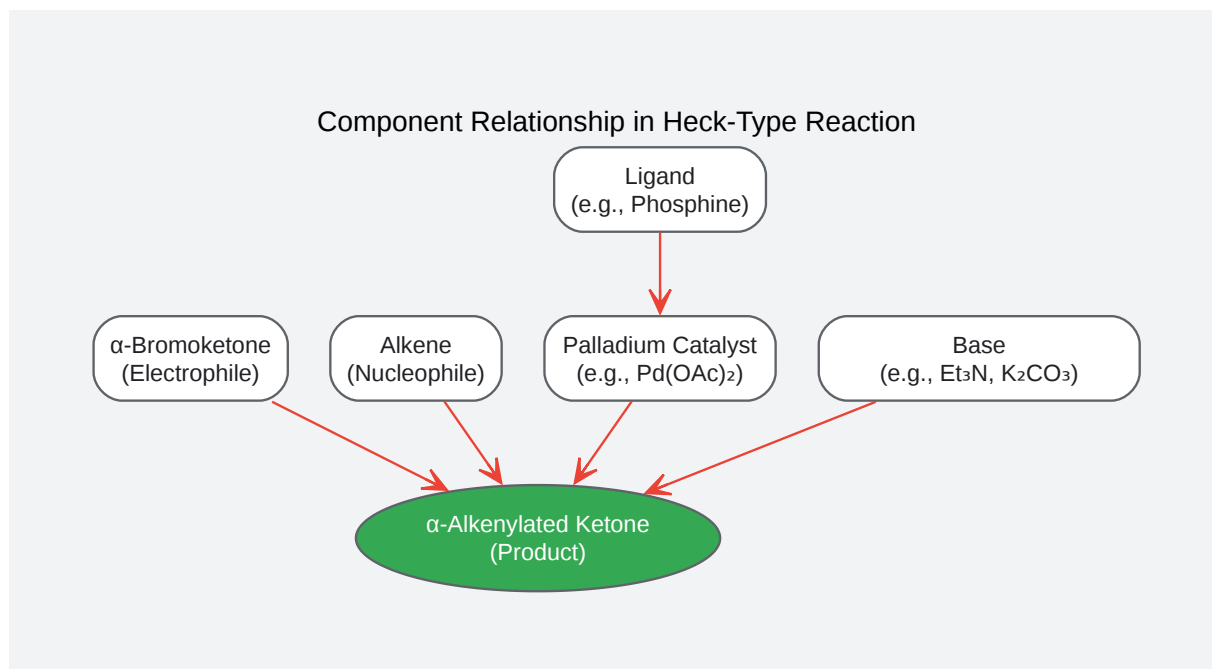 Component Relationship in Heck-Type Reaction
Ligand
(e.g., Phosphine)
α-Bromoketone
(Electrophile)
Alkene
(Nucleophile)
Palladium Catalyst
(e.g., Pd(OAc)₂)
Base
(e.g., Et₃N, K₂CO₃)
α-Alkenylated Ketone
(Product)